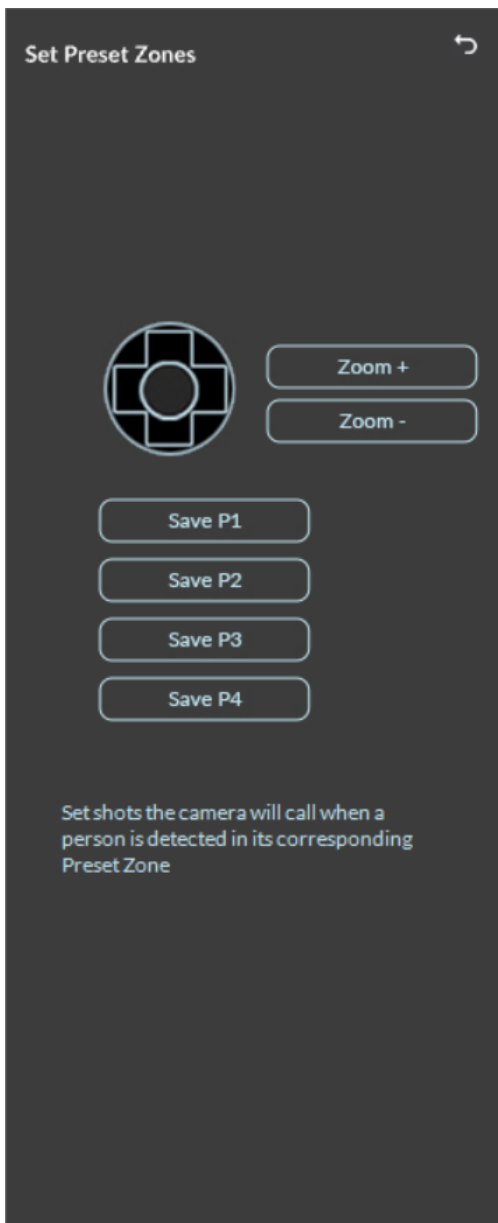 Set Preset Zones
Zoom +
Zoom -
Save P1
Save P2
Save P3
Save P4
Set shots the camera will call when a
person is detected in its corresponding
Preset Zone